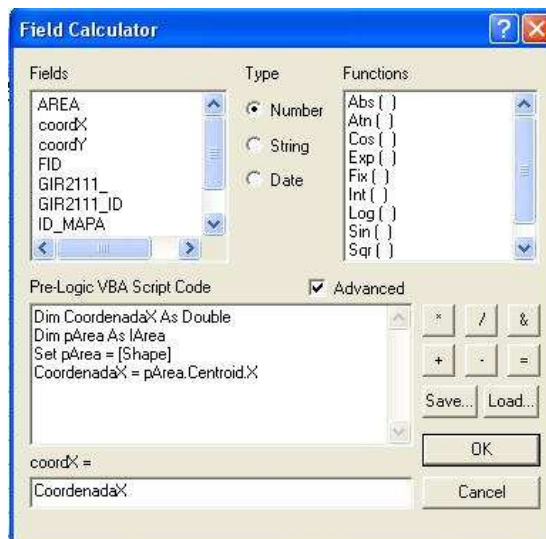 Field Calculator
Fields
Type
Functions
AREA
coordX
coordY
FID
GIR2111_
GIR2111_ID
ID_MAPA
Number
String
Date
Abs ( )
Atn ( )
Cos ( )
Exp ( )
Fix ( )
Int ( )
Log ( )
Sin ( )
Sqr ( )
Pre-Logic VBA Script Code
Advanced
Dim CoordenadaX As Double
Dim pArea As IArea
Set pArea = [Shape]
CoordenadaX = pArea.Centroid.X
* / &
+ - =
Save... Load...
coordX =
CoordenadaX
OK
Cancel